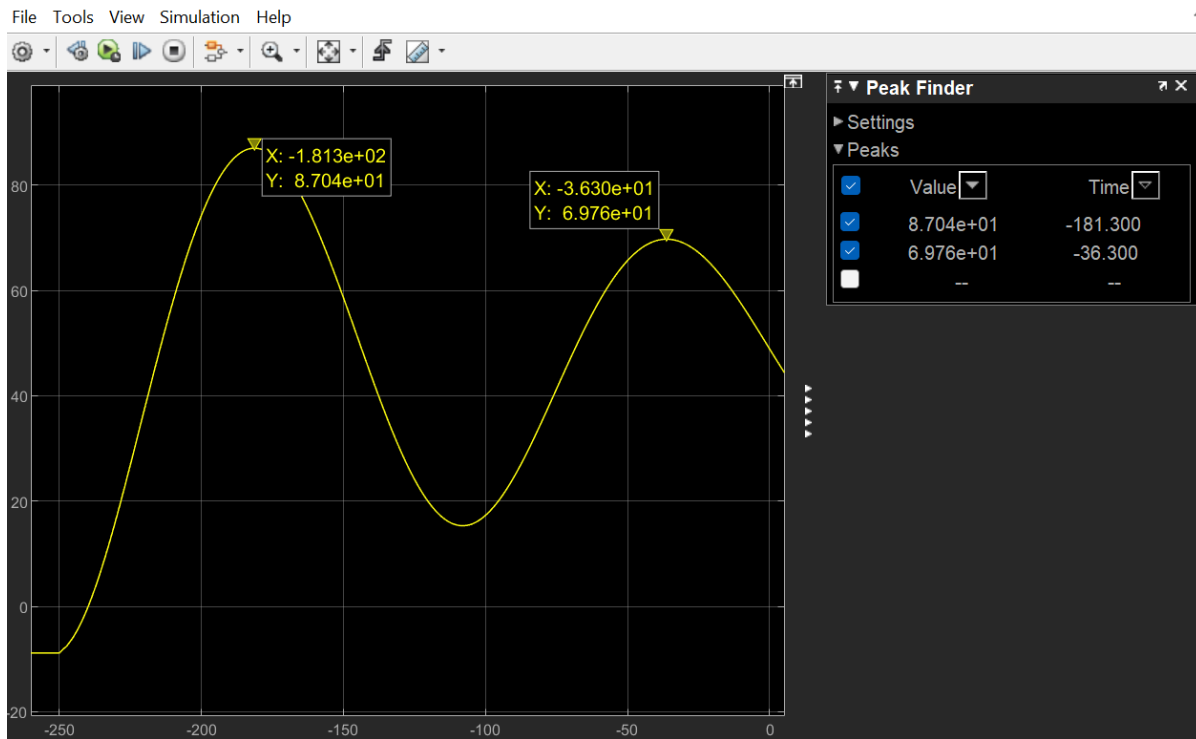 File Tools View Simulation Help
Peak Finder
Settings
Peaks
Value Time
8.704e+01 -181.300
6.976e+01 -36.300
-- --
X: -1.813e+02
Y: 8.704e+01
X: -3.630e+01
Y: 6.976e+01
80
60
40
20
0
-20
-250 -200 -150 -100 -50 0